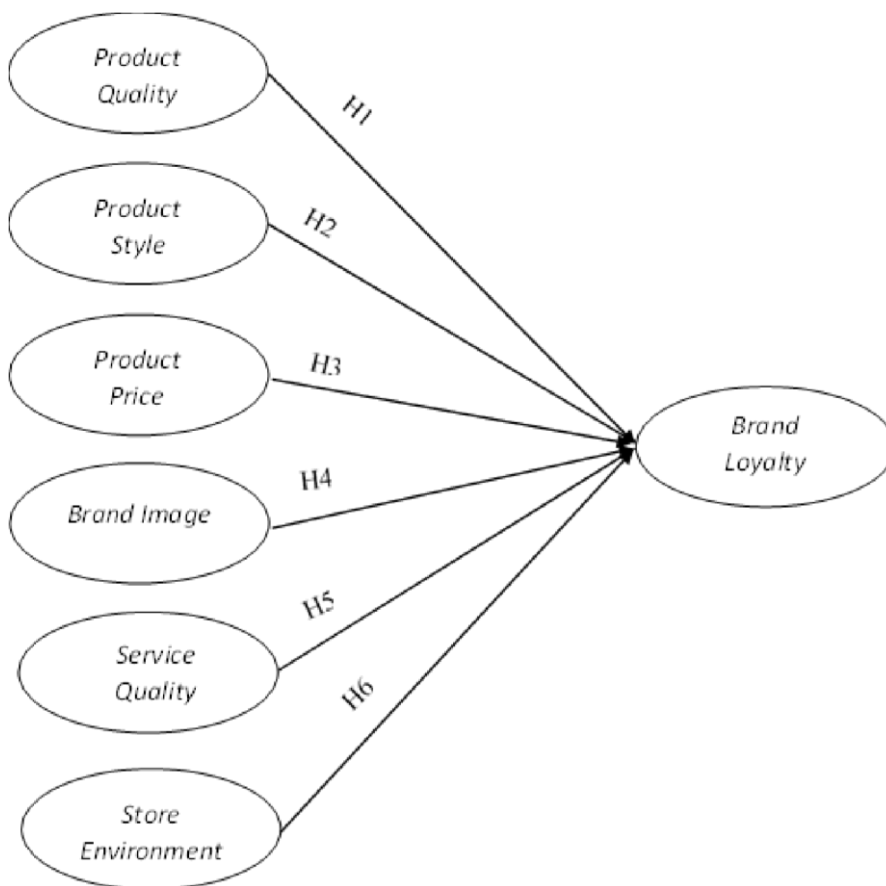 Product
Quality
H1
Product
Style
H2
Product
Price
H3
Brand Image
H4
Service
Quality
H5
Store
Environment
H6
Brand
Loyalty